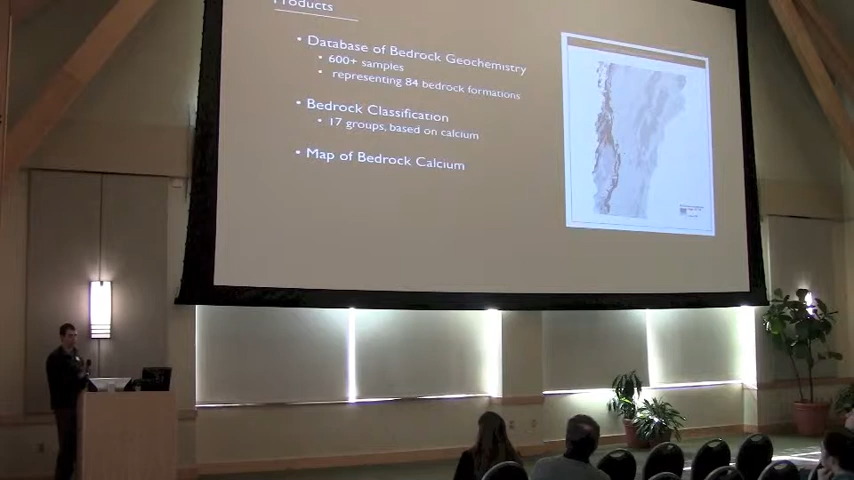 Products
• Database of Bedrock Geochemistry
• 600+ samples
• representing 84 bedrock formations
• Bedrock Classification
• 17 groups, based on calcium
• Map of Bedrock Calcium